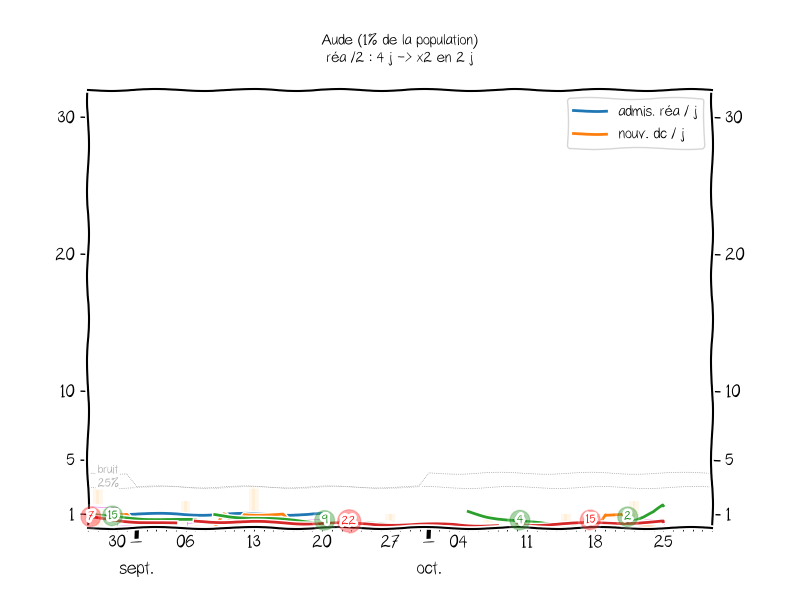 Aude (1% de la population)
réa /2 : 4 j -> x2 en 2 j
admis. réa / j
nouv. dc / j
30 30
20 20
10 10
5 5
bruit
25%
1 1
7 15 9 22 4 15 2
30 06 13 20 27 04 11 18 25
sept. oct.